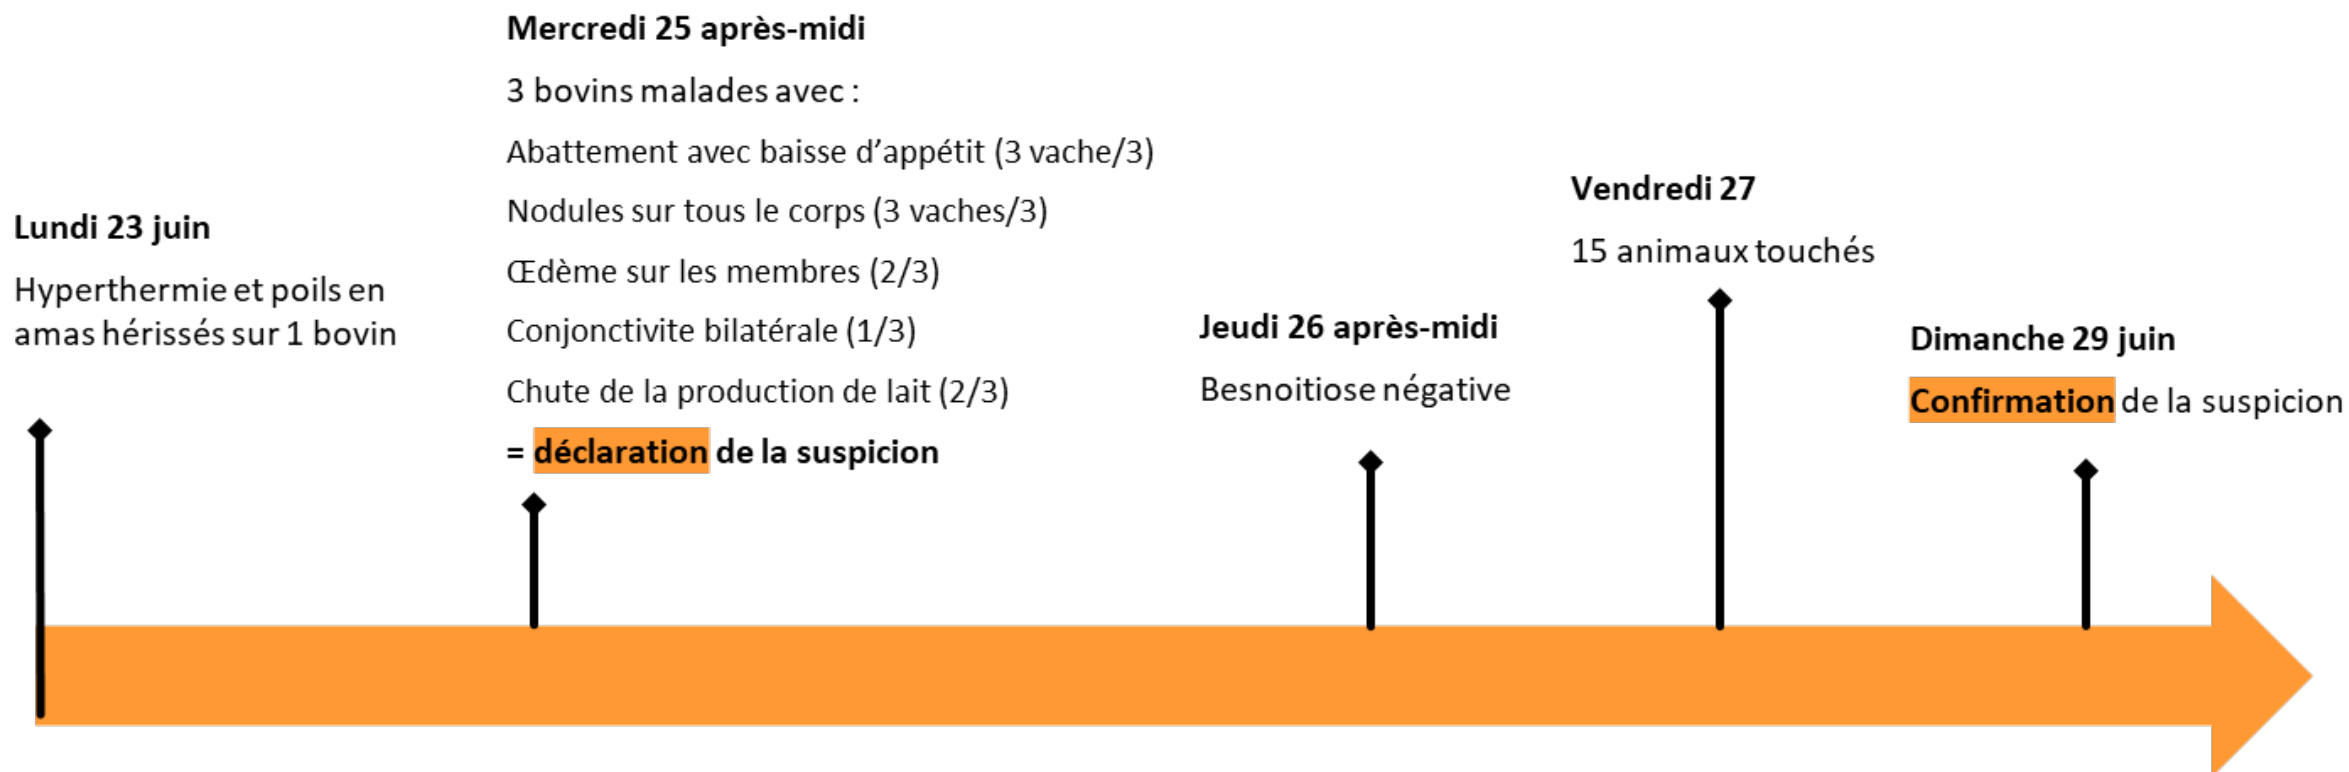 Lundi 23 juin
Hyperthermie et poils en
amas hérissés sur 1 bovin
Mercredi 25 après-midi
3 bovins malades avec :
Abattement avec baisse d’appétit (3 vache/3)
Nodules sur tous le corps (3 vaches/3)
Œdème sur les membres (2/3)
Conjonctivite bilatérale (1/3)
Chute de la production de lait (2/3)
= déclaration de la suspicion
Jeudi 26 après-midi
Besnoitiose négative
Vendredi 27
15 animaux touchés
Dimanche 29 juin
Confirmation de la suspicion